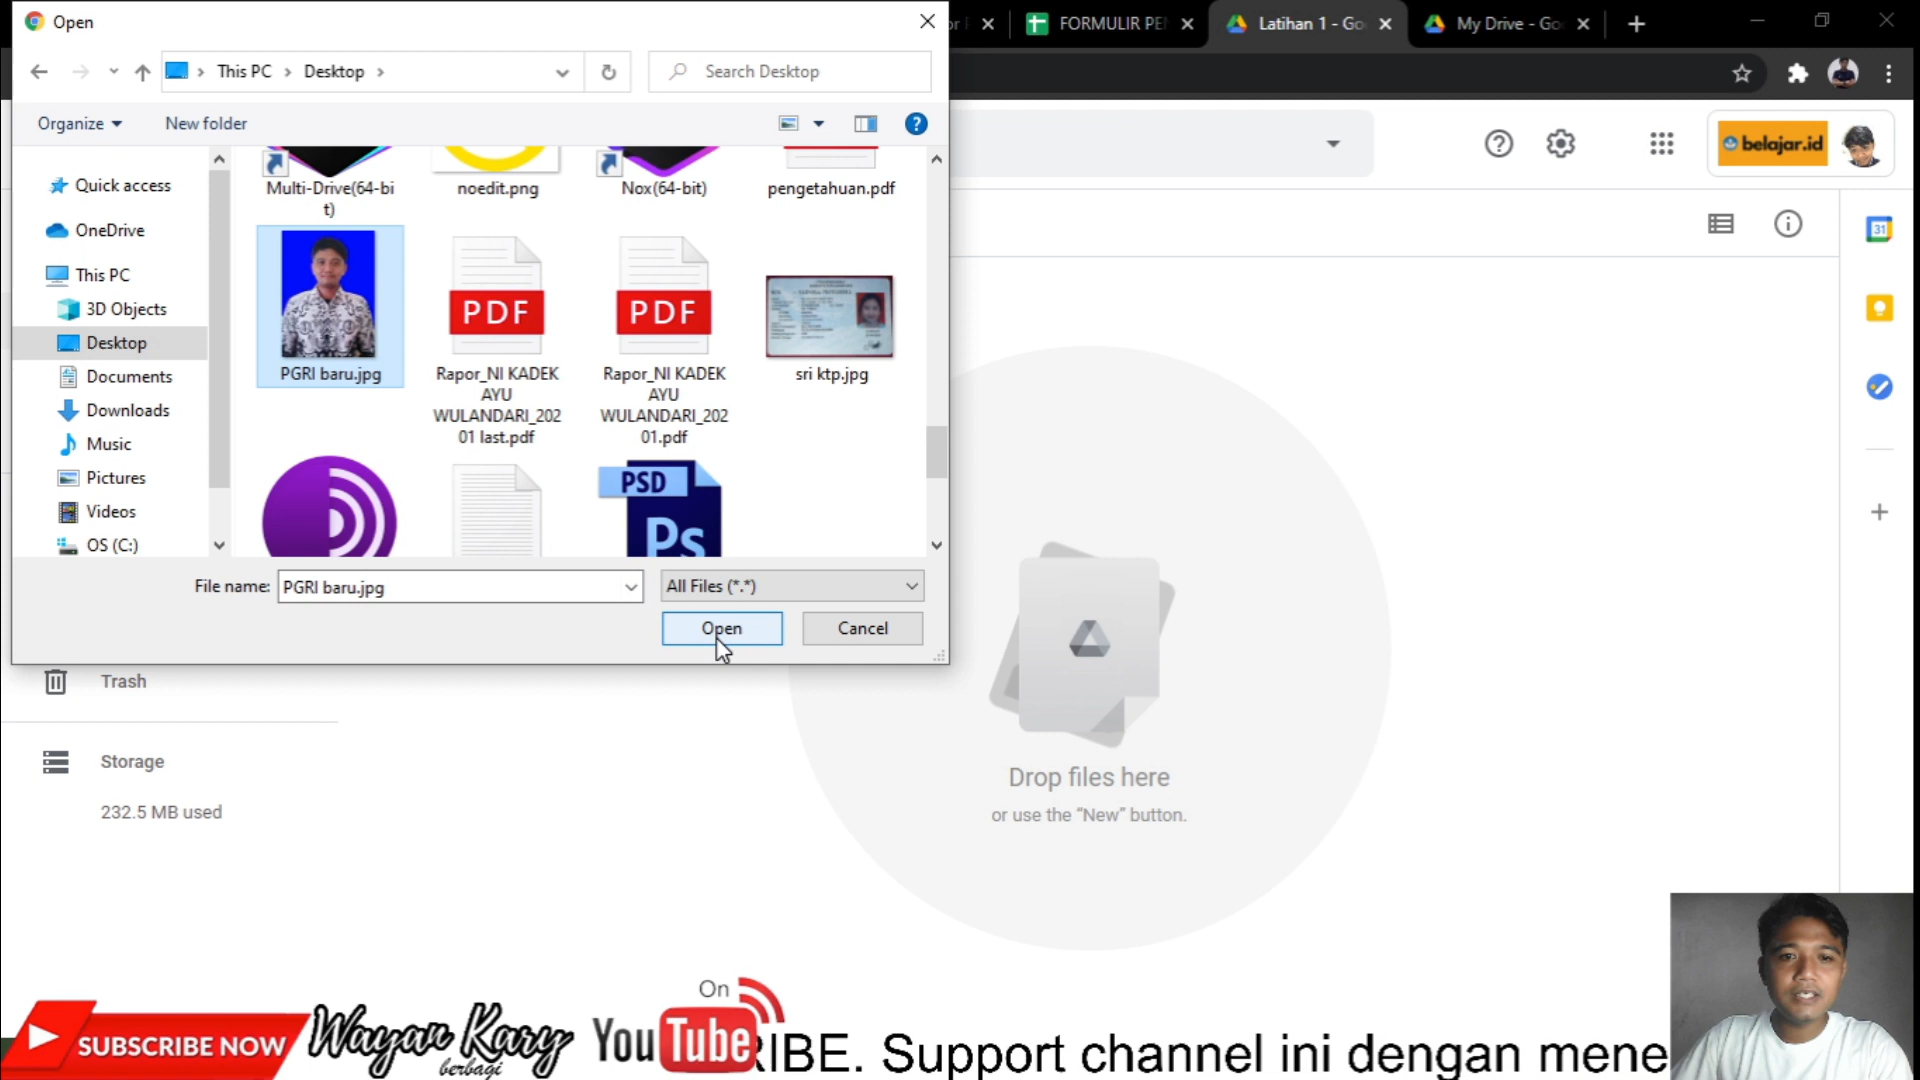 Open
or F
FORMULIR PEN
Latihan 1 - Go
My Drive - Go
This PC > Desktop >
Search Desktop
Organize
New folder
belajar.id
Quick access
OneDrive
This PC
3D Objects
Desktop
Documents
Downloads
Music
Pictures
Videos
OS (C:)
Multi-Drive(64-bi
t)
noedit.png
Nox(64-bit)
pengetahuan.pdf
PGRI baru.jpg
PDF
Rapor_NI KADEK
AYU
WULANDARI_202
01 last.pdf
PDF
Rapor_NI KADEK
AYU
WULANDARI_202
01.pdf
sri ktp.jpg
PSD
Ps
31
File name:
PGRI baru.jpg
All Files (*.*)
Open
Cancel
Trash
Storage
232.5 MB used
Drop files here
or use the “New” button.
SUBSCRIBE NOW
Wayan Kary
berbagi
On
YouTube
RIBE. Support channel ini dengan mene